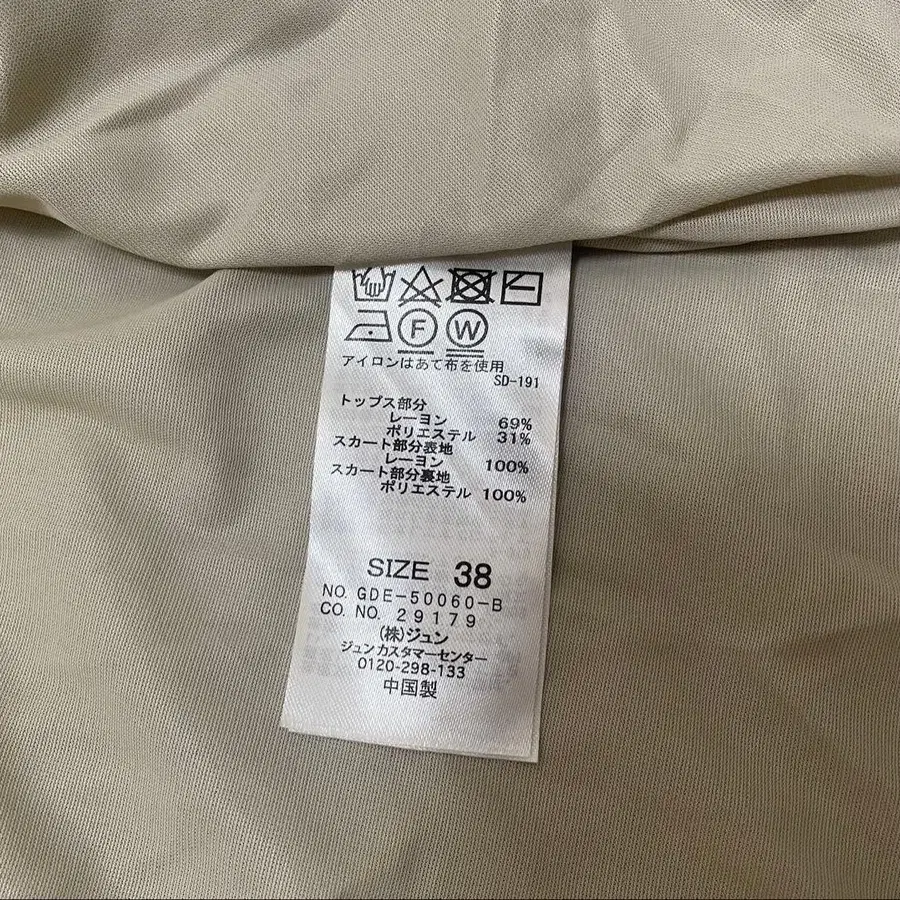 F W
アイロンはあて布を使用
SD-191
トップス部分
レーヨン 69%
ポリエステル 31%
スカート部分表地
レーヨン 100%
スカート部分裏地
ポリエステル 100%
SIZE 38
NO. GDE-50060-B
CO. NO. 29179
(株)ジュン
ジュンカスタマーセンター
0120-298-133
中国製